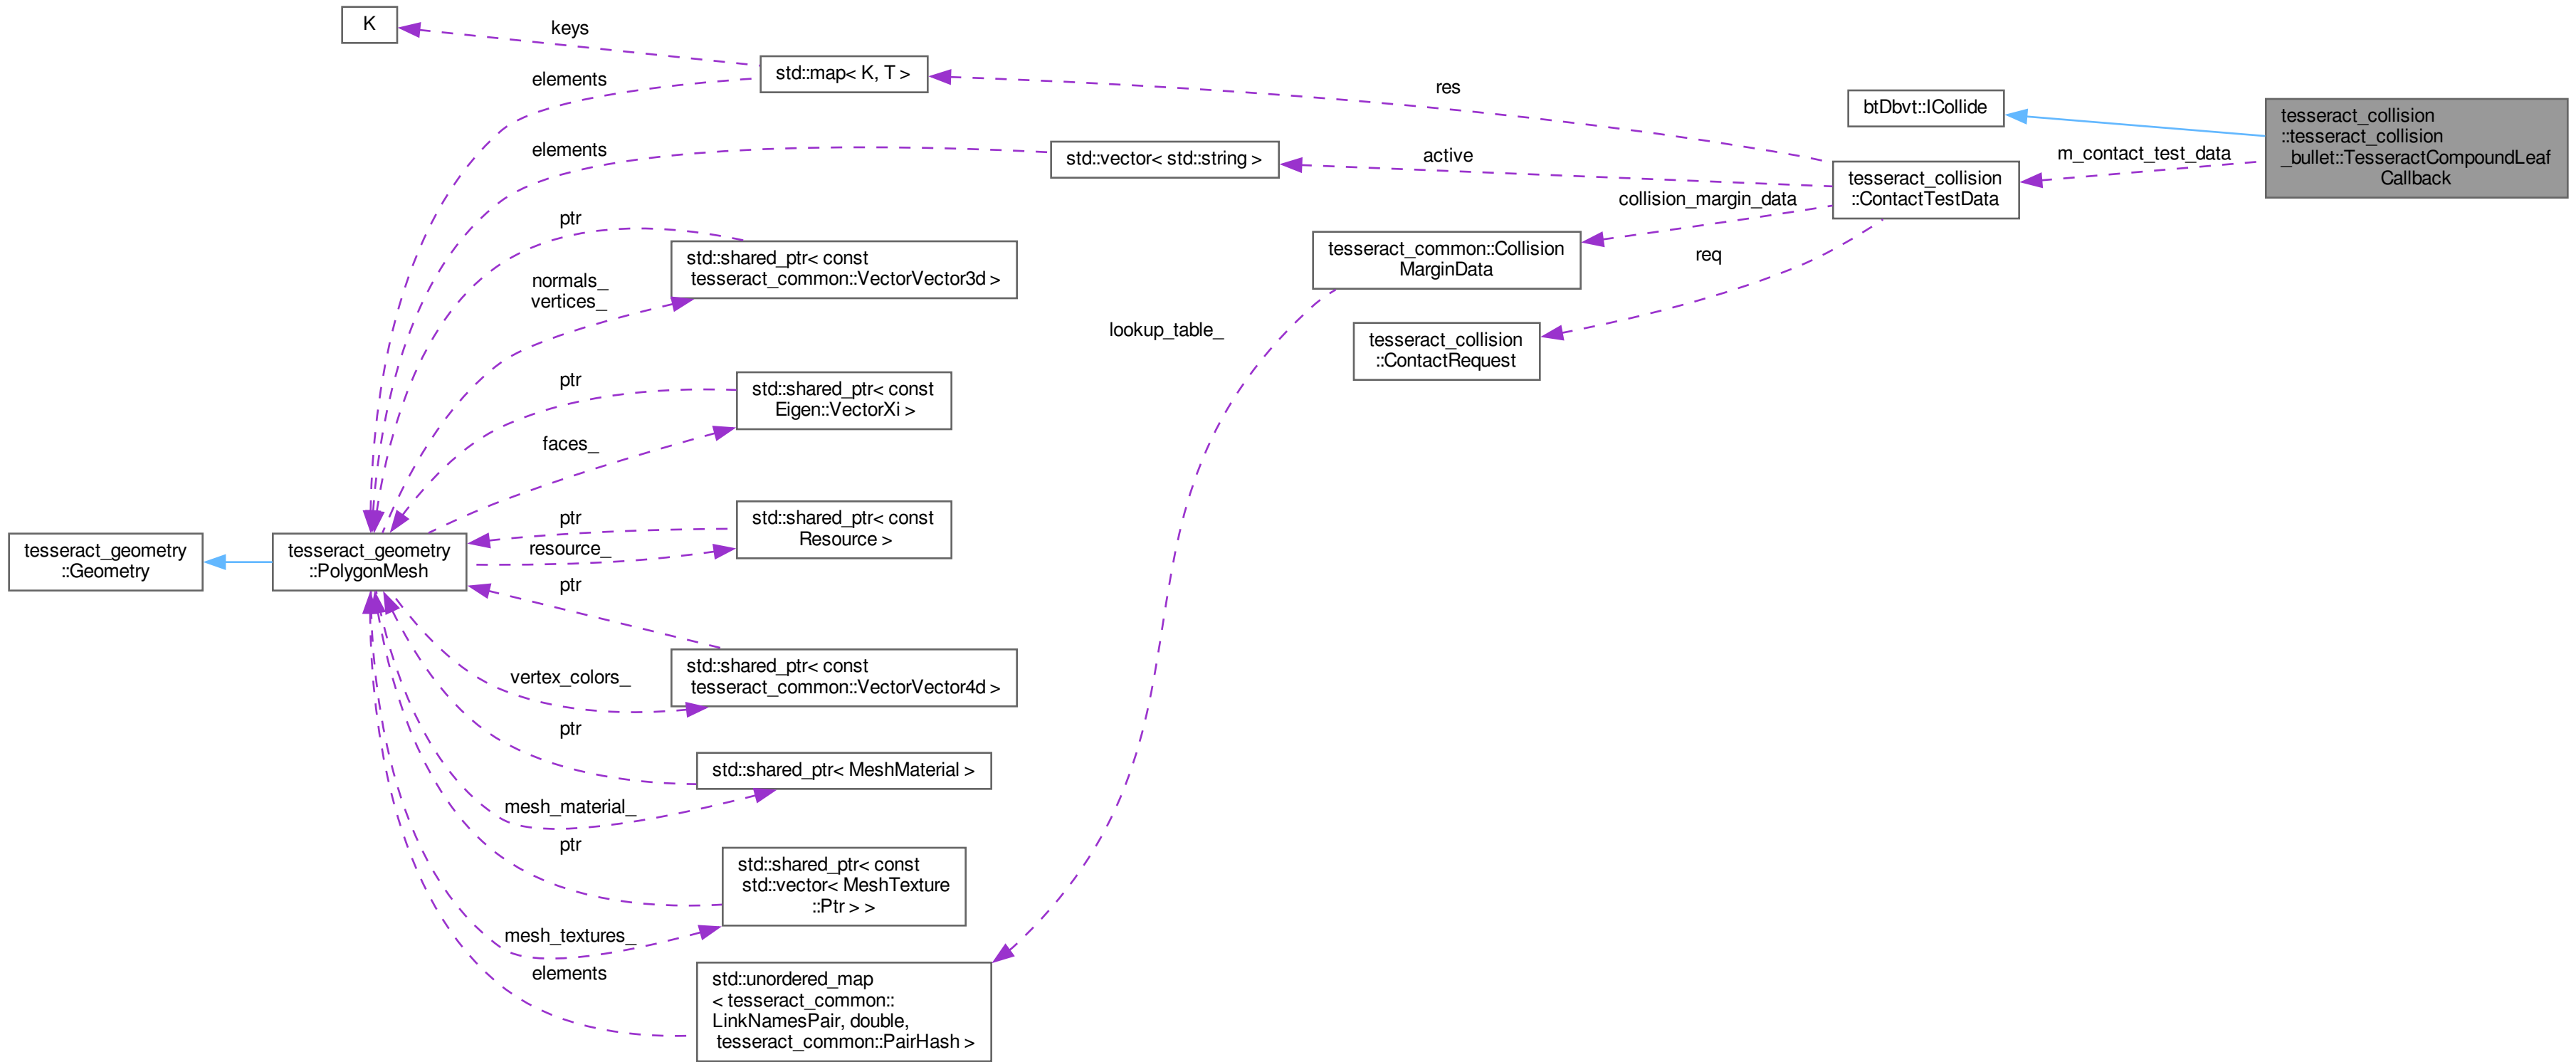 K
keys
std::map< K, T >
elements
res
btDbvt::ICollide
tesseract_collision
::tesseract_collision
_bullet::TesseractCompoundLeaf
Callback
m_contact_test_data
elements
std::vector< std::string >
active
tesseract_collision
::ContactTestData
collision_margin_data
ptr
std::shared_ptr< const
tesseract_common::VectorVector3d >
normals_
vertices_
tesseract_common::Collision
MarginData
req
lookup_table_
tesseract_collision
::ContactRequest
ptr
std::shared_ptr< const
Eigen::VectorXi >
faces_
ptr
std::shared_ptr< const
Resource >
resource_
tesseract_geometry
::Geometry
tesseract_geometry
::PolygonMesh
ptr
std::shared_ptr< const
tesseract_common::VectorVector4d >
vertex_colors_
ptr
std::shared_ptr< MeshMaterial >
mesh_material_
ptr
std::shared_ptr< const
std::vector< MeshTexture
::Ptr > >
mesh_textures_
elements
std::unordered_map
< tesseract_common::
LinkNamesPair, double,
tesseract_common::PairHash >